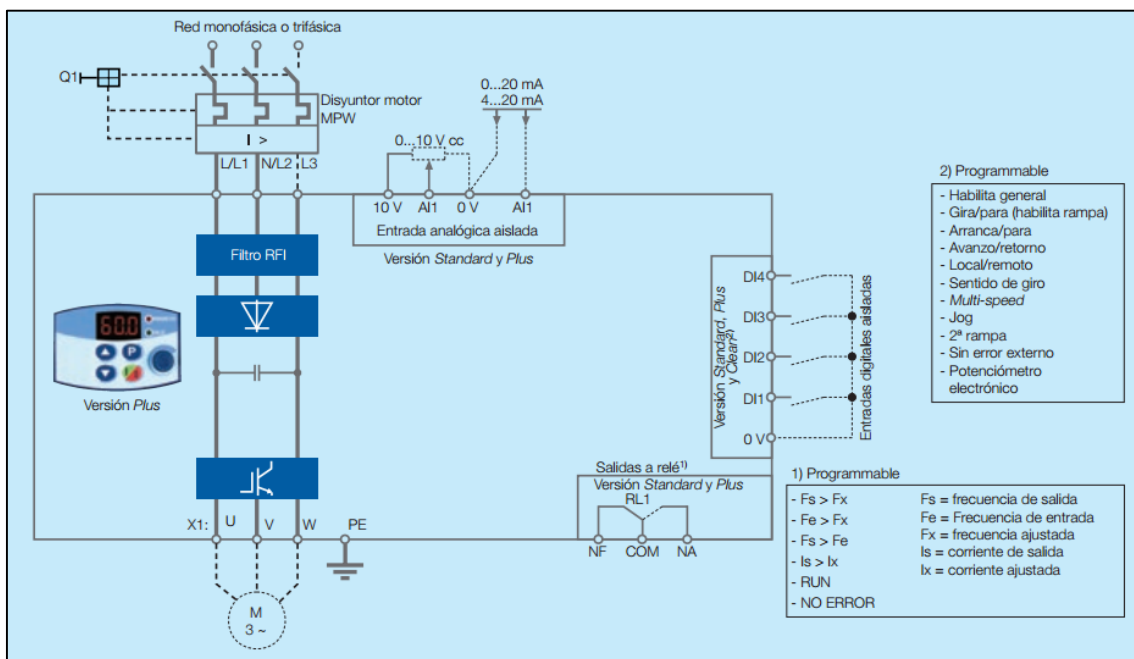 Red monofásica o trifásica
Q1
Disyuntor motor
MPW
I >
L/L1 N/L2 L3
0...20 mA
4...20 mA
0...10 V cc
10 V AI1 0 V AI1
Entrada analógica aislada
Versión Standard y Plus
Filtro RFI
60.0
P
Versión Plus
X1: U V W PE
M
3 ~
Versión Standard, Plus
y Clean2)
DI4
DI3
DI2
DI1
0 V
Entradas digitales aisladas
Salidas a relé1)
Versión Standard y Plus
RL1
NF COM NA
2) Programmable
- Habilita general
- Gira/para (habilita rampa)
- Arranca/para
- Avanzo/retorno
- Local/remoto
- Sentido de giro
- Multi-speed
- Jog
- 2ª rampa
- Sin error externo
- Potenciómetro
electrónico
1) Programmable
- Fs > Fx
- Fe > Fx
- Fs > Fe
- Is > Ix
- RUN
- NO ERROR
Fs = frecuencia de salida
Fe = Frecuencia de entrada
Fx = frecuencia ajustada
Is = corriente de salida
Ix = corriente ajustada